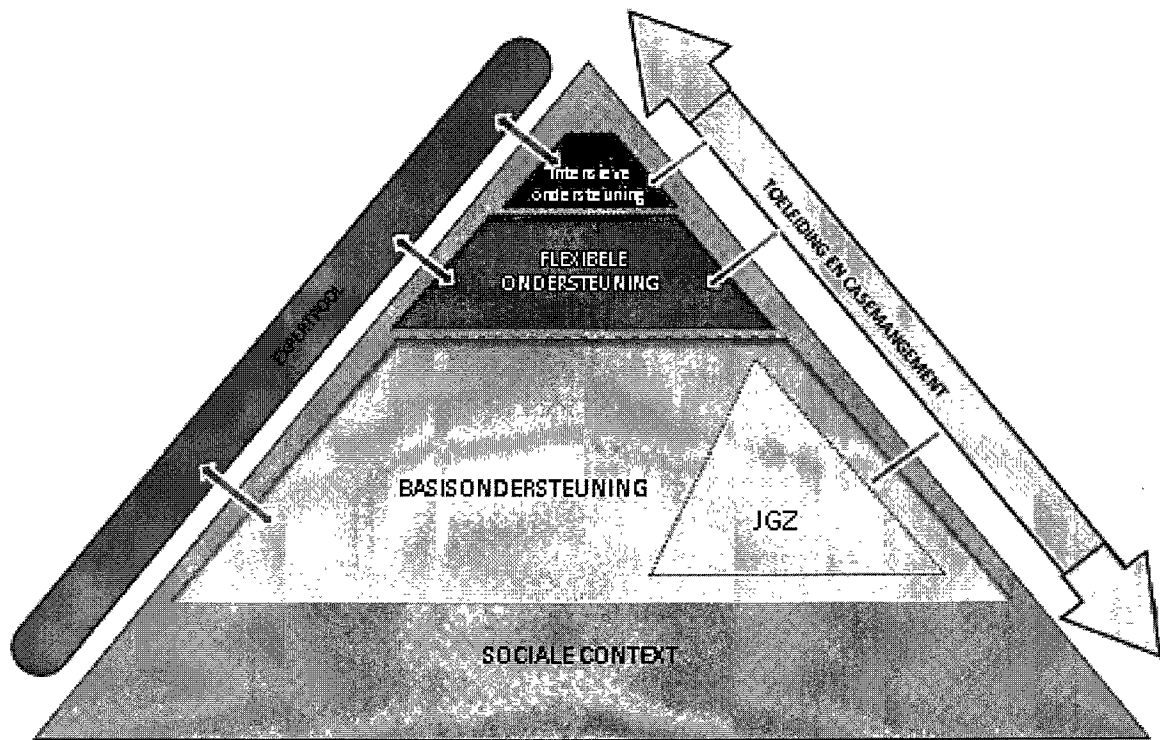 Intensieve
ondersteuning
FLEXIBELE
ONDERSTEUNING
EXPERTPOOL
TOELEIDING EN CASEMANGEMENT
BASISONDERSTEUNING
JGZ
SOCIALE CONTEXT